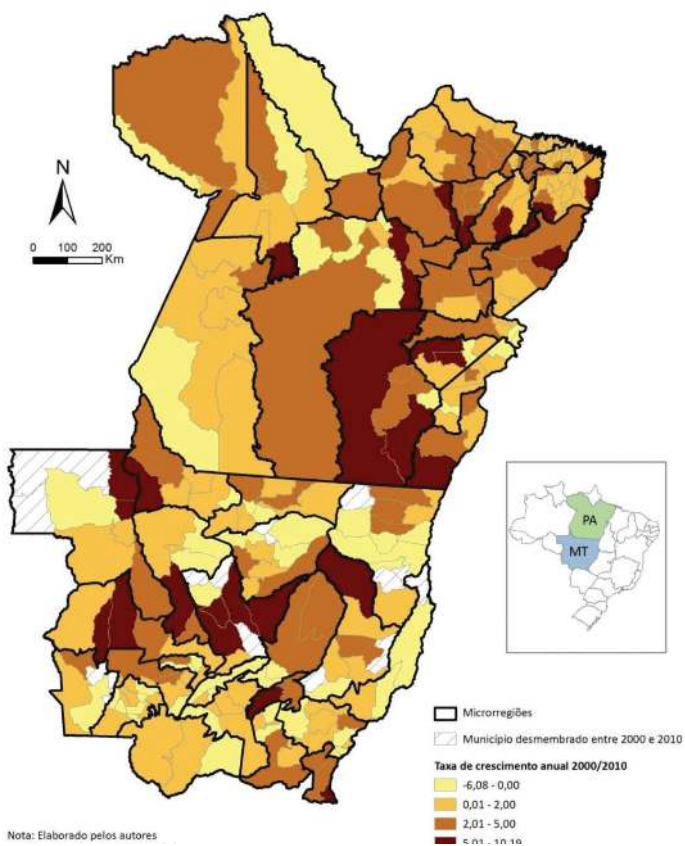 N
0 100 200
Km
PA
MT
Microrregiões
Município desmembrado entre 2000 e 2010
Taxa de crescimento anual 2000/2010
-6,08 - 0,00
0,01 - 2,00
2,01 - 5,00
5,01 - 10,19
Nota: Elaborado pelos autores